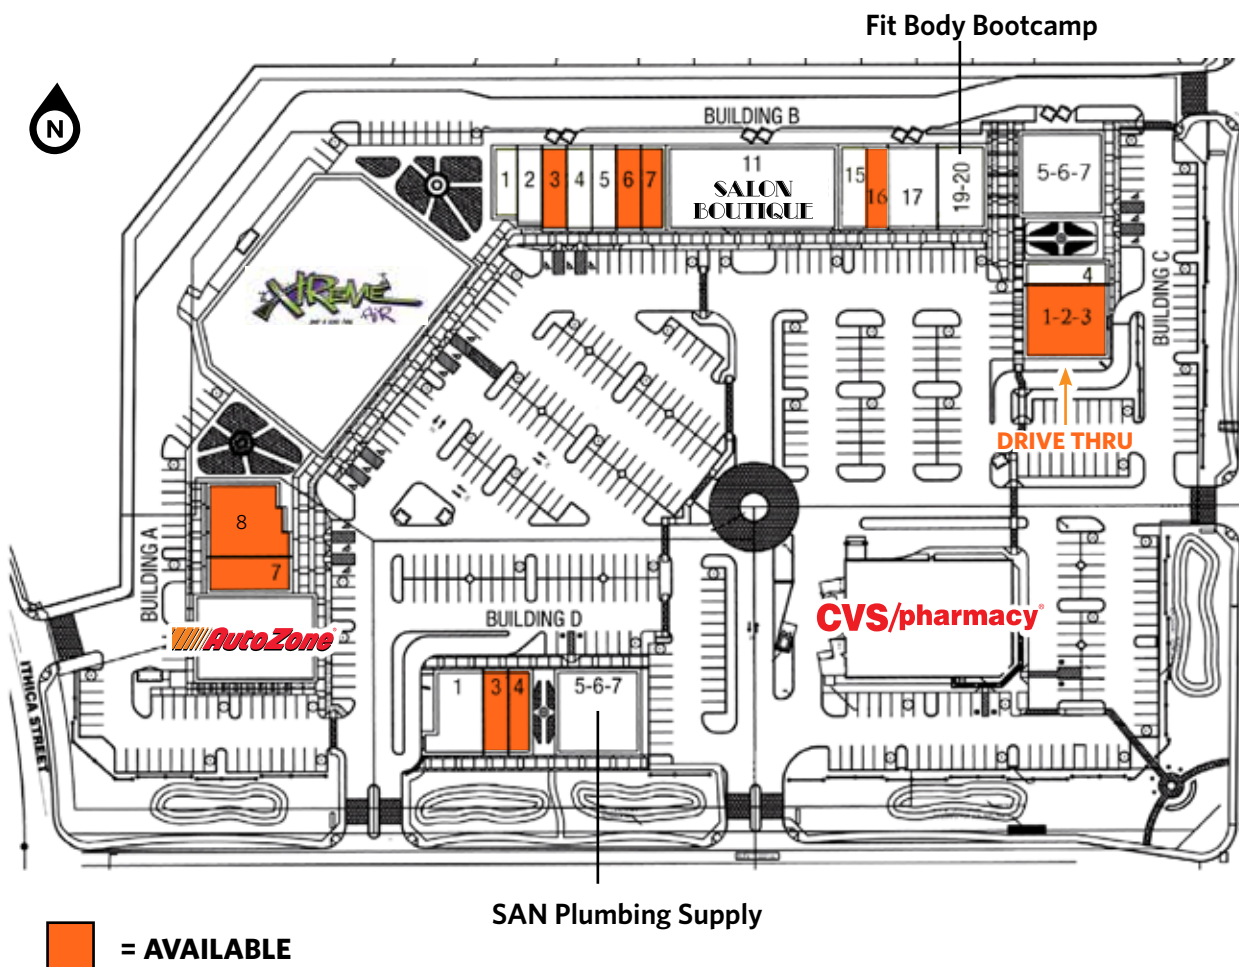 Fit Body Bootcamp
N
BUILDING B
1
2
3
4
5
6
7
11
SALON
BOUTIQUE
15
16
17
19-20
5-6-7
4
1-2-3
BUILDING C
DRIVE THRU
XTREME
AIR
8
7
BUILDING A
AutoZone
BUILDING D
1
3
4
5-6-7
CVS/pharmacy
ITHICA STREET
SAN Plumbing Supply
= AVAILABLE